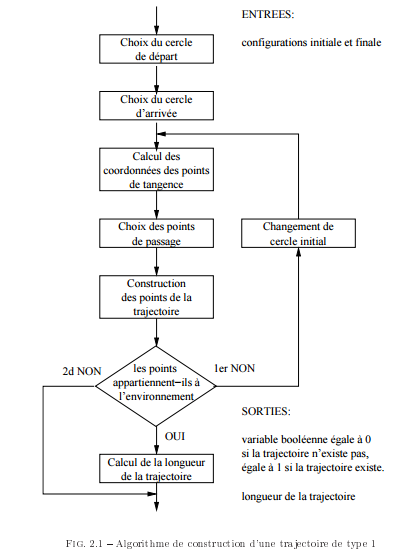 ENTREES:
configurations initiale et finale
Choix du cercle
de départ
Choix du cercle
d'arrivée
Calcul des
coordonnées des points
de tangence
Choix des points
de passage
Changement de
cercle initial
Construction
des points de la
trajectoire
2d NON
les points
appartiennent-ils à
l'environnement
1er NON
OUI
Calcul de la longueur
de la trajectoire
SORTIES:
variable booléenne égale à 0
si la trajectoire n'existe pas,
égale à 1 si la trajectoire existe.
longueur de la trajectoire
FIG. 2.1 – Algorithme de construction d'une trajectoire de type 1